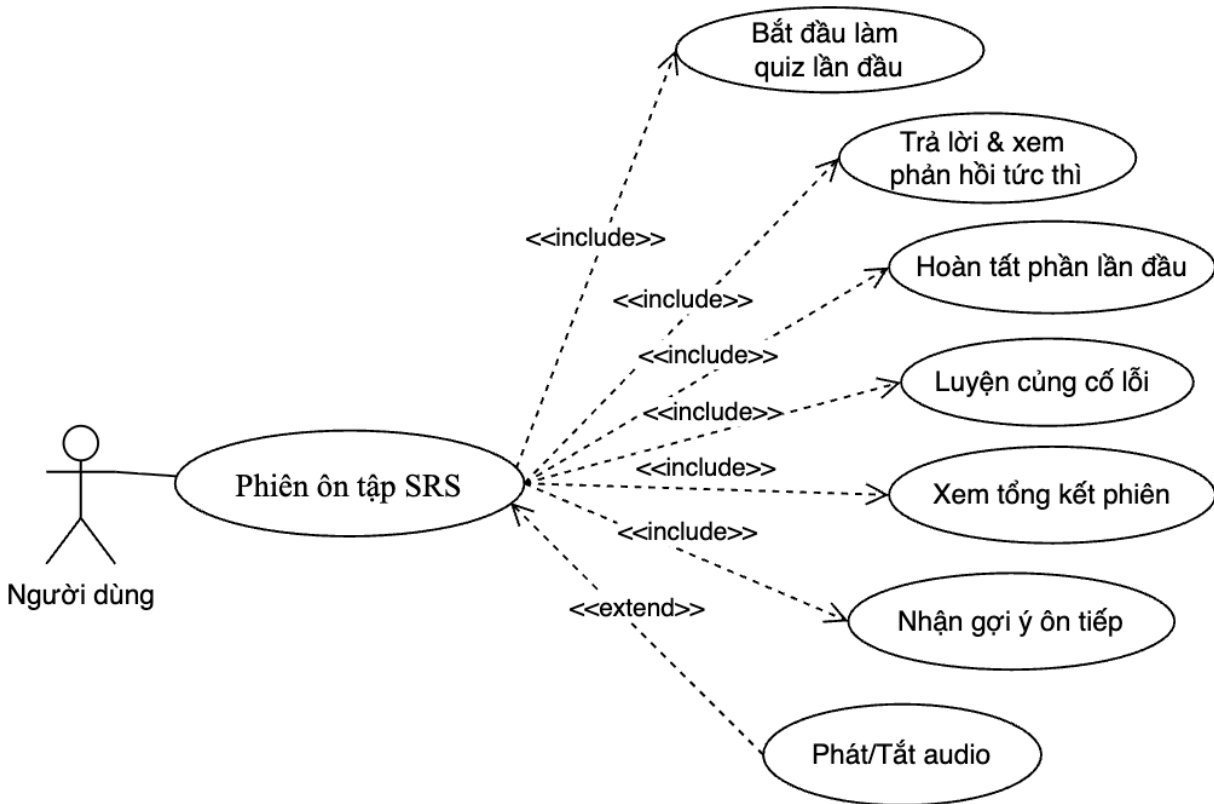 Bắt đầu làm
quiz lần đầu
Trả lời & xem
phản hồi tức thì
<<include>>
Hoàn tất phần lần đầu
<<include>>
<<include>>
Luyện củng cố lỗi
<<include>>
<<include>>
Phiên ôn tập SRS
Xem tổng kết phiên
<<include>>
Người dùng
<<extend>>
Nhận gợi ý ôn tiếp
Phát/Tắt audio